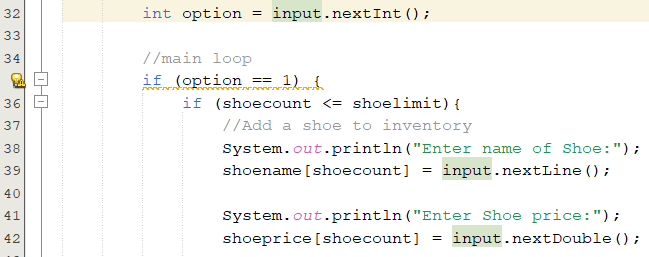 32 int option = input.nextInt();
33
34 //main loop
if (option == 1) {
36 if (shoecount <= shoelimit){
37 //Add a shoe to inventory
38 System.out.println("Enter name of Shoe:");
39 shoename[shoecount] = input.nextLine();
40
41 System.out.println("Enter Shoe price:");
42 shoeprice[shoecount] = input.nextDouble();